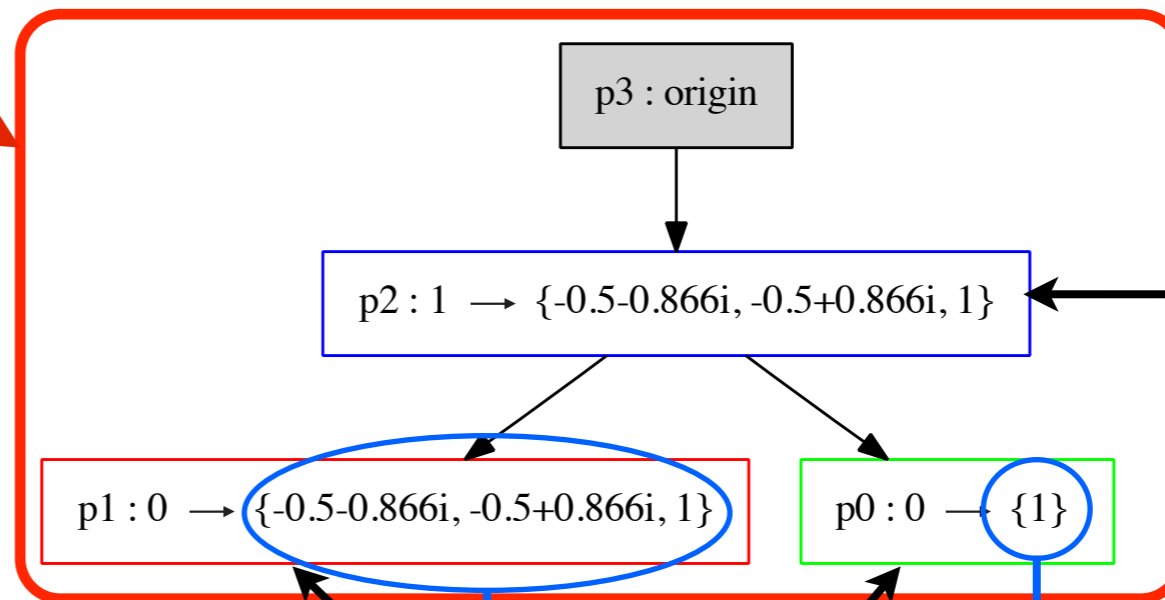 p3 : origin
p2 : 1 → {-0.5-0.866i, -0.5+0.866i, 1}
p1 : 0 → {-0.5-0.866i, -0.5+0.866i, 1}
p0 : 0 → {1}